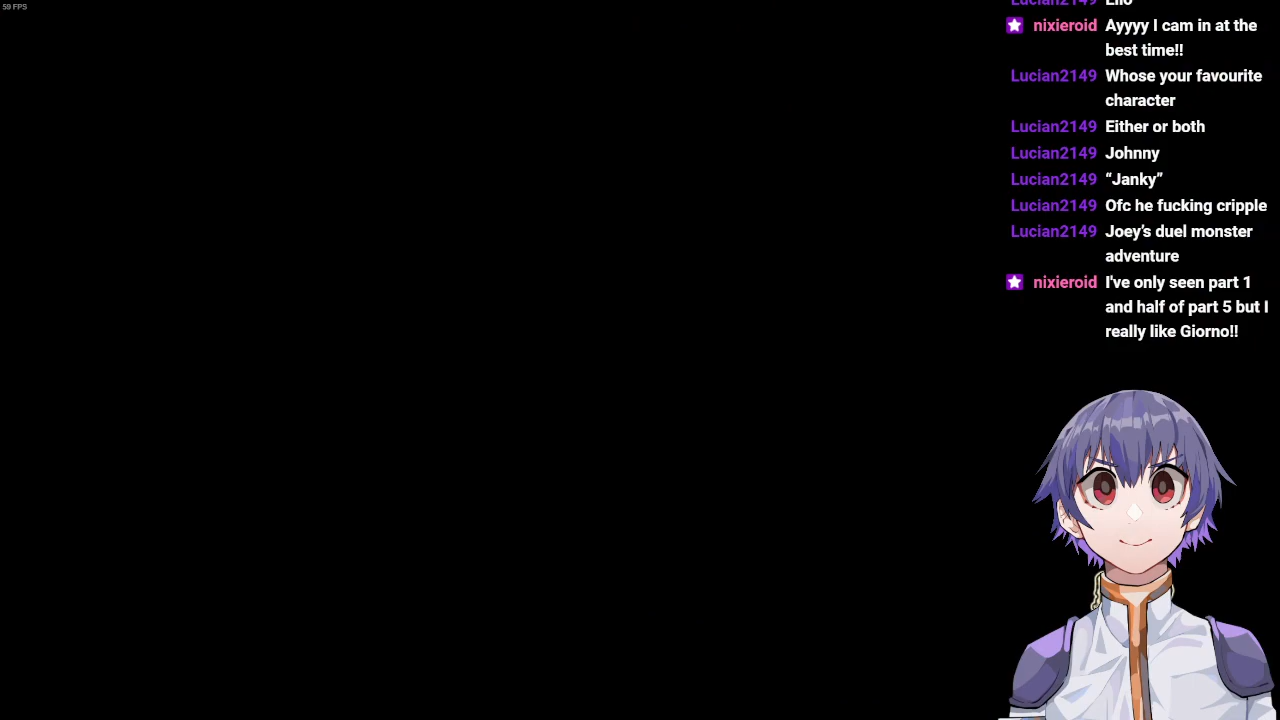 59 FPS
Lucian2149 Ello
nixieroid Ayyyy I cam in at the
best time!!
Lucian2149 Whose your favourite
character
Lucian2149 Either or both
Lucian2149 Johnny
Lucian2149 “Janky”
Lucian2149 Ofc he fucking cripple
Lucian2149 Joey’s duel monster
adventure
nixieroid I've only seen part 1
and half of part 5 but I
really like Giorno!!